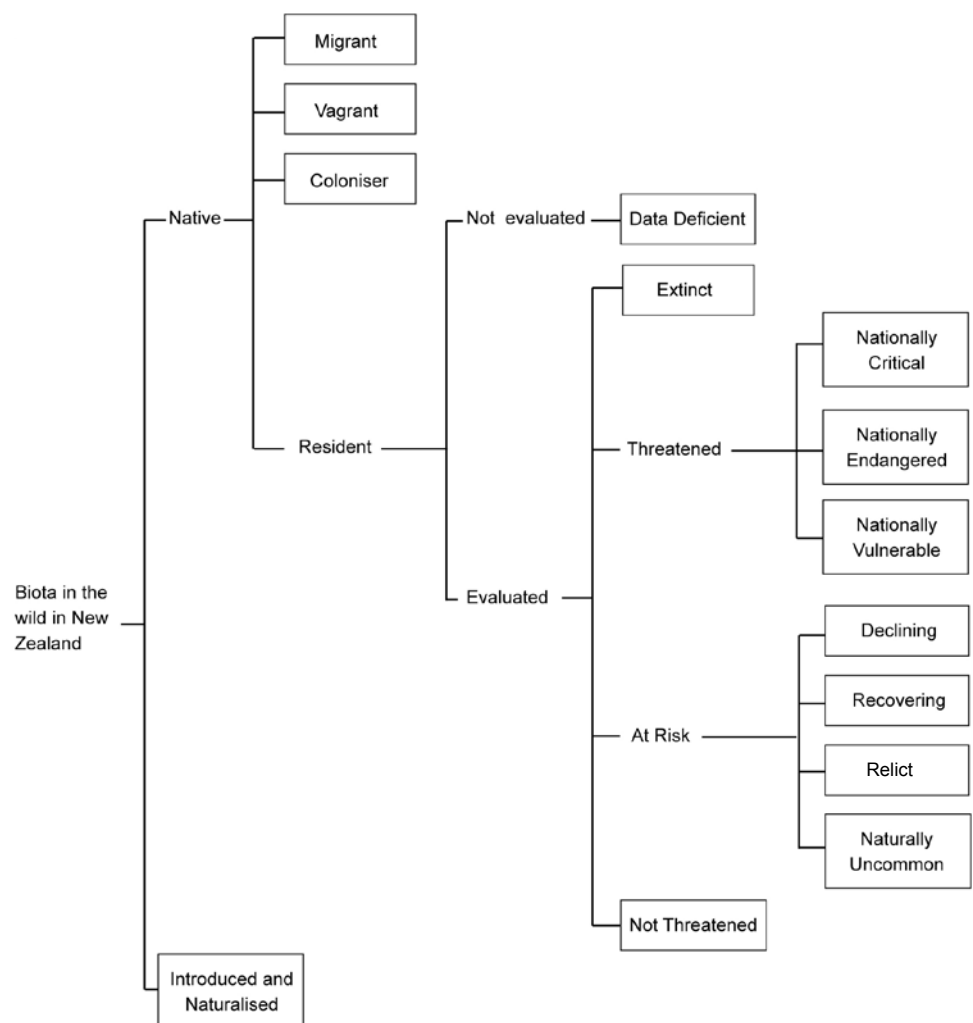 Migrant
Vagrant
Coloniser
Native
Not evaluated
Data Deficient
Extinct
Nationally
Critical
Resident
Threatened
Nationally
Endangered
Nationally
Vulnerable
Biota in the
wild in New
Zealand
Evaluated
Declining
Recovering
At Risk
Relict
Naturally
Uncommon
Not Threatened
Introduced and
Naturalised